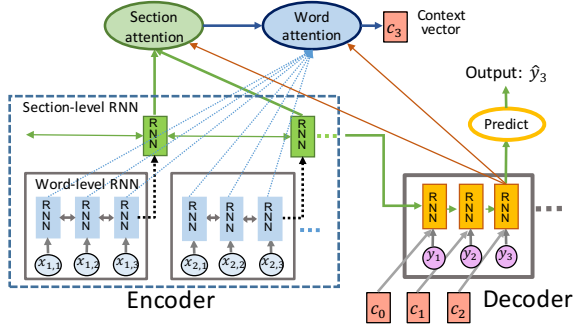 Section
attention
Word
attention
c₃
Context
vector
Output: ŷ₃
Section-level RNN
RNN
RNN
Predict
Word-level RNN
RNN
RNN
RNN
RNN
RNN
RNN
RNN
RNN
RNN
x₁,₁
x₁,₂
x₁,₃
x₂,₁
x₂,₂
x₂,₃
y₁
y₂
y₃
Encoder
c₀
c₁
c₂
Decoder